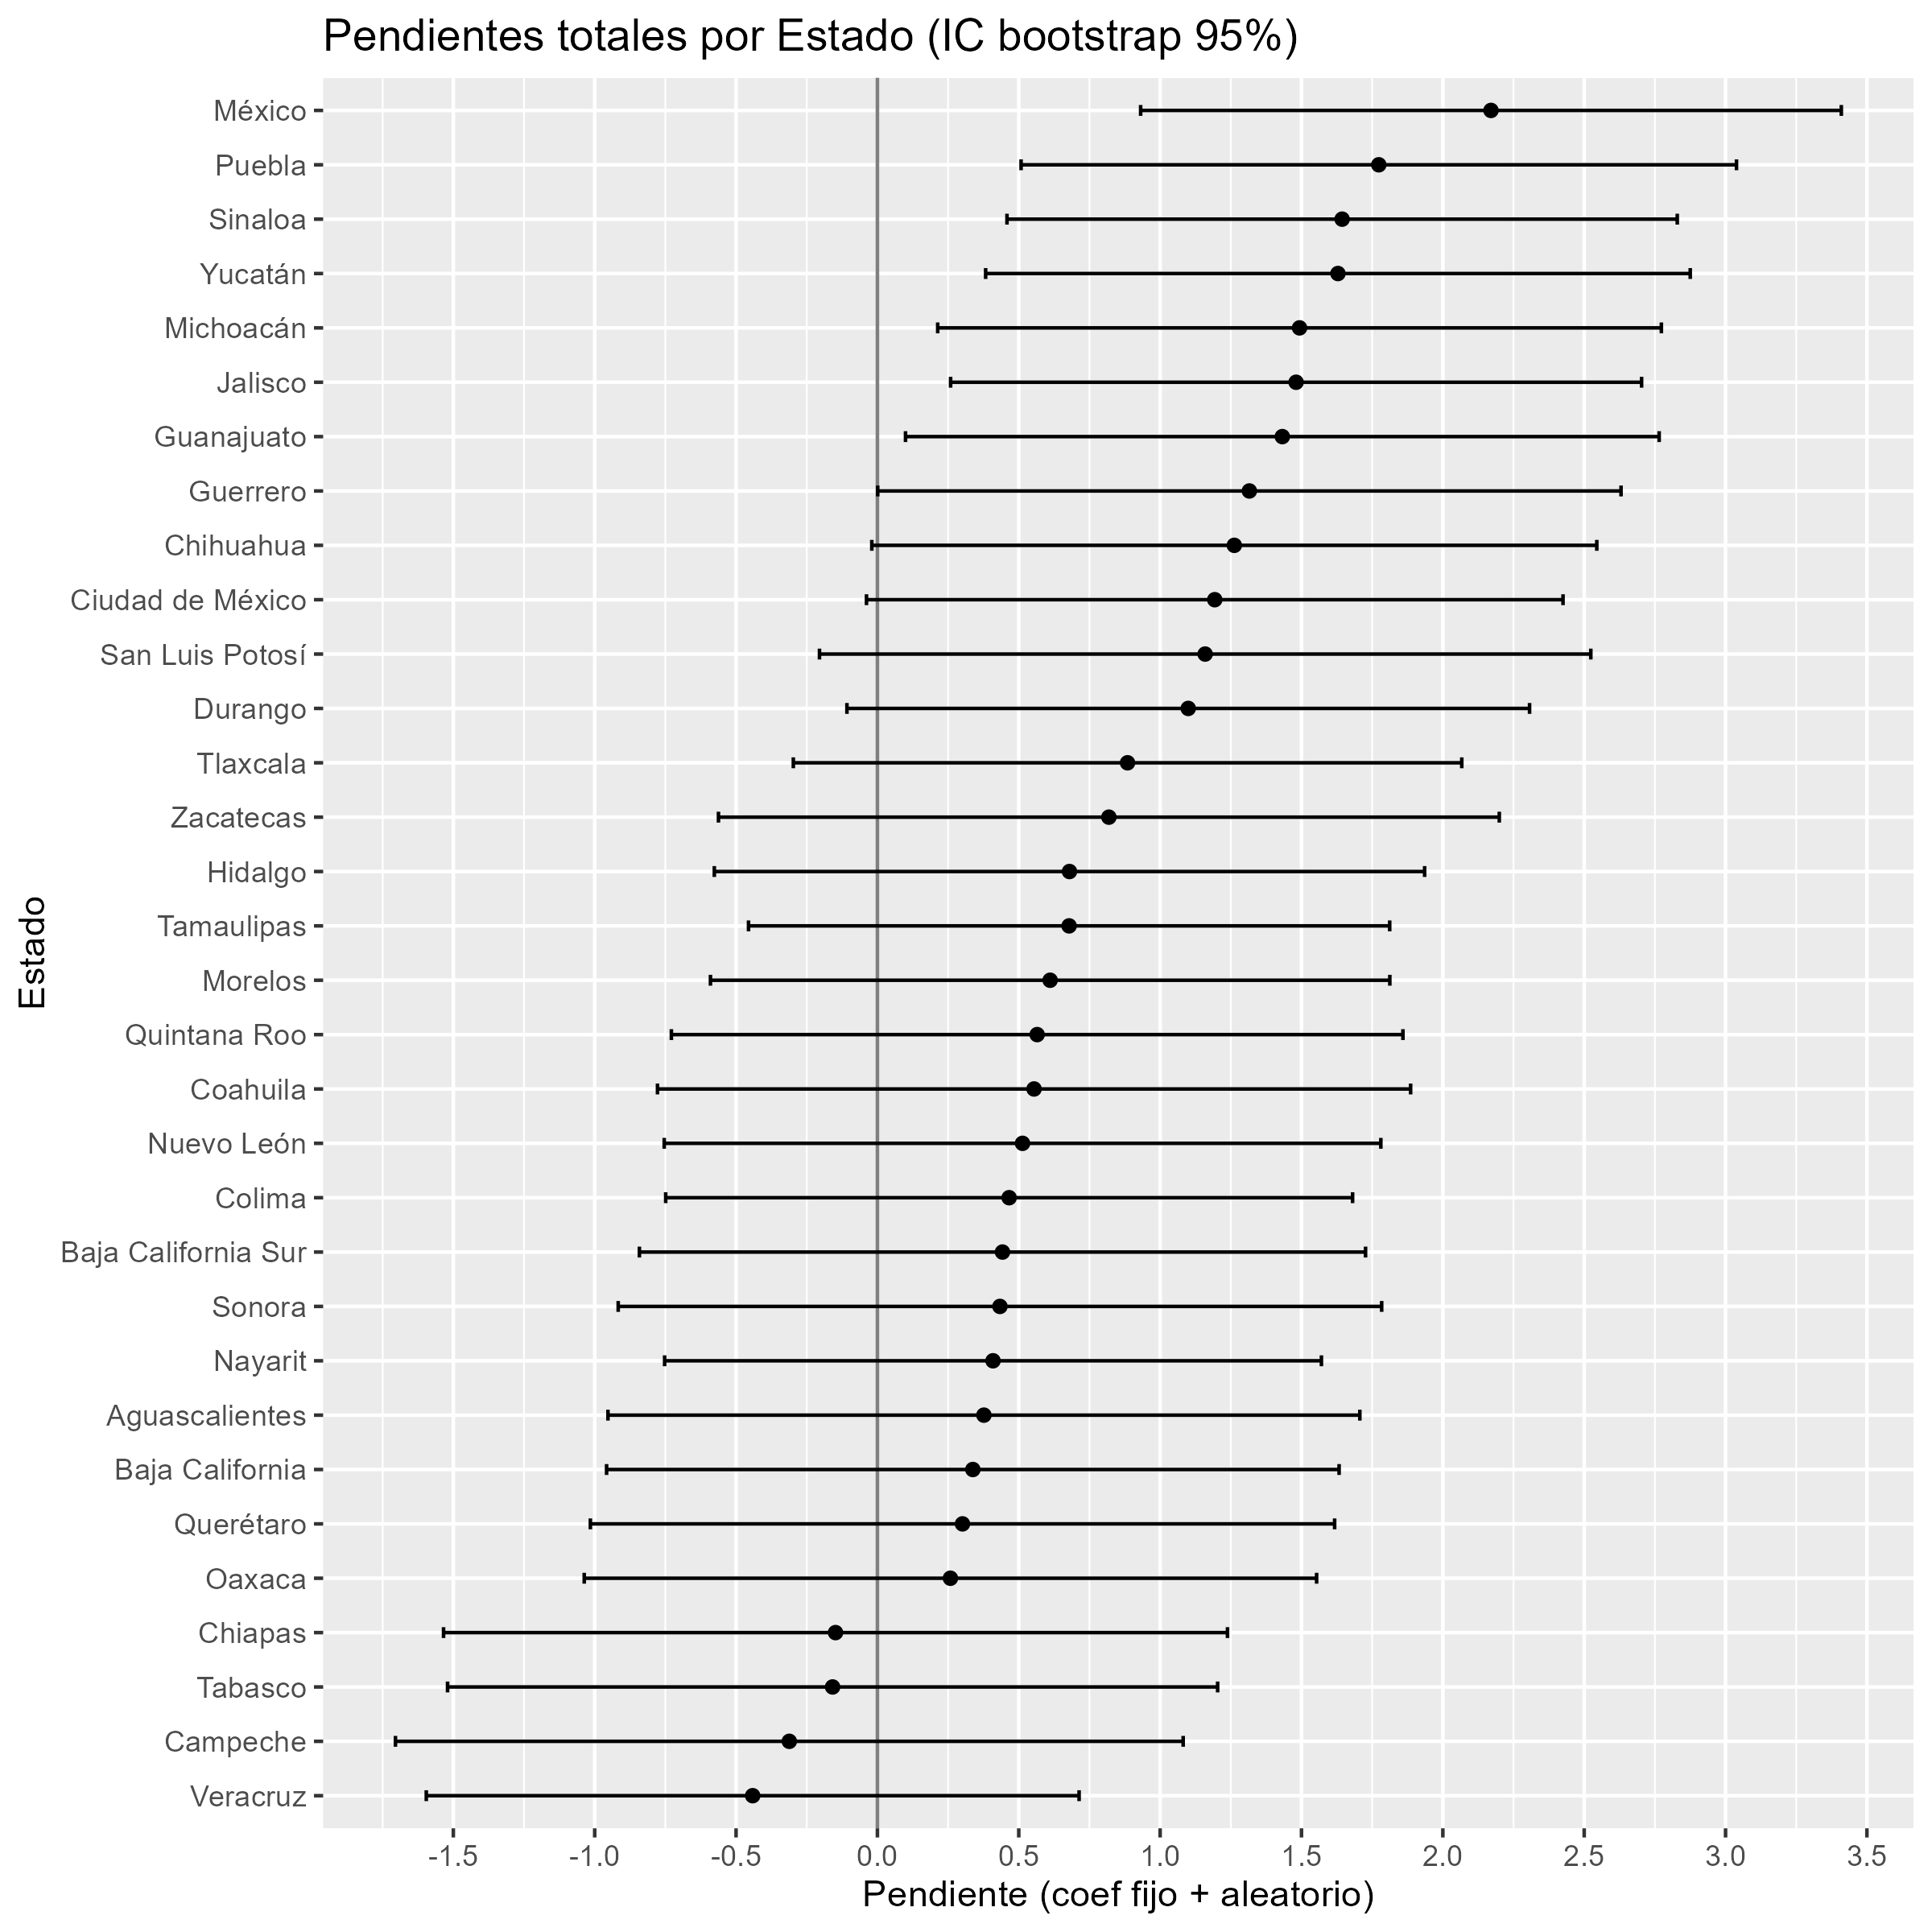 Pendientes totales por Estado (IC bootstrap 95%)
México
Puebla
Sinaloa
Yucatán
Michoacán
Jalisco
Guanajuato
Guerrero
Chihuahua
Ciudad de México
San Luis Potosí
Durango
Tlaxcala
Zacatecas
Hidalgo
Tamaulipas
Morelos
Quintana Roo
Coahuila
Nuevo León
Colima
Baja California Sur
Sonora
Nayarit
Aguascalientes
Baja California
Querétaro
Oaxaca
Chiapas
Tabasco
Campeche
Veracruz
Estado
-1.5 -1.0 -0.5 0.0 0.5 1.0 1.5 2.0 2.5 3.0 3.5
Pendiente (coef fijo + aleatorio)